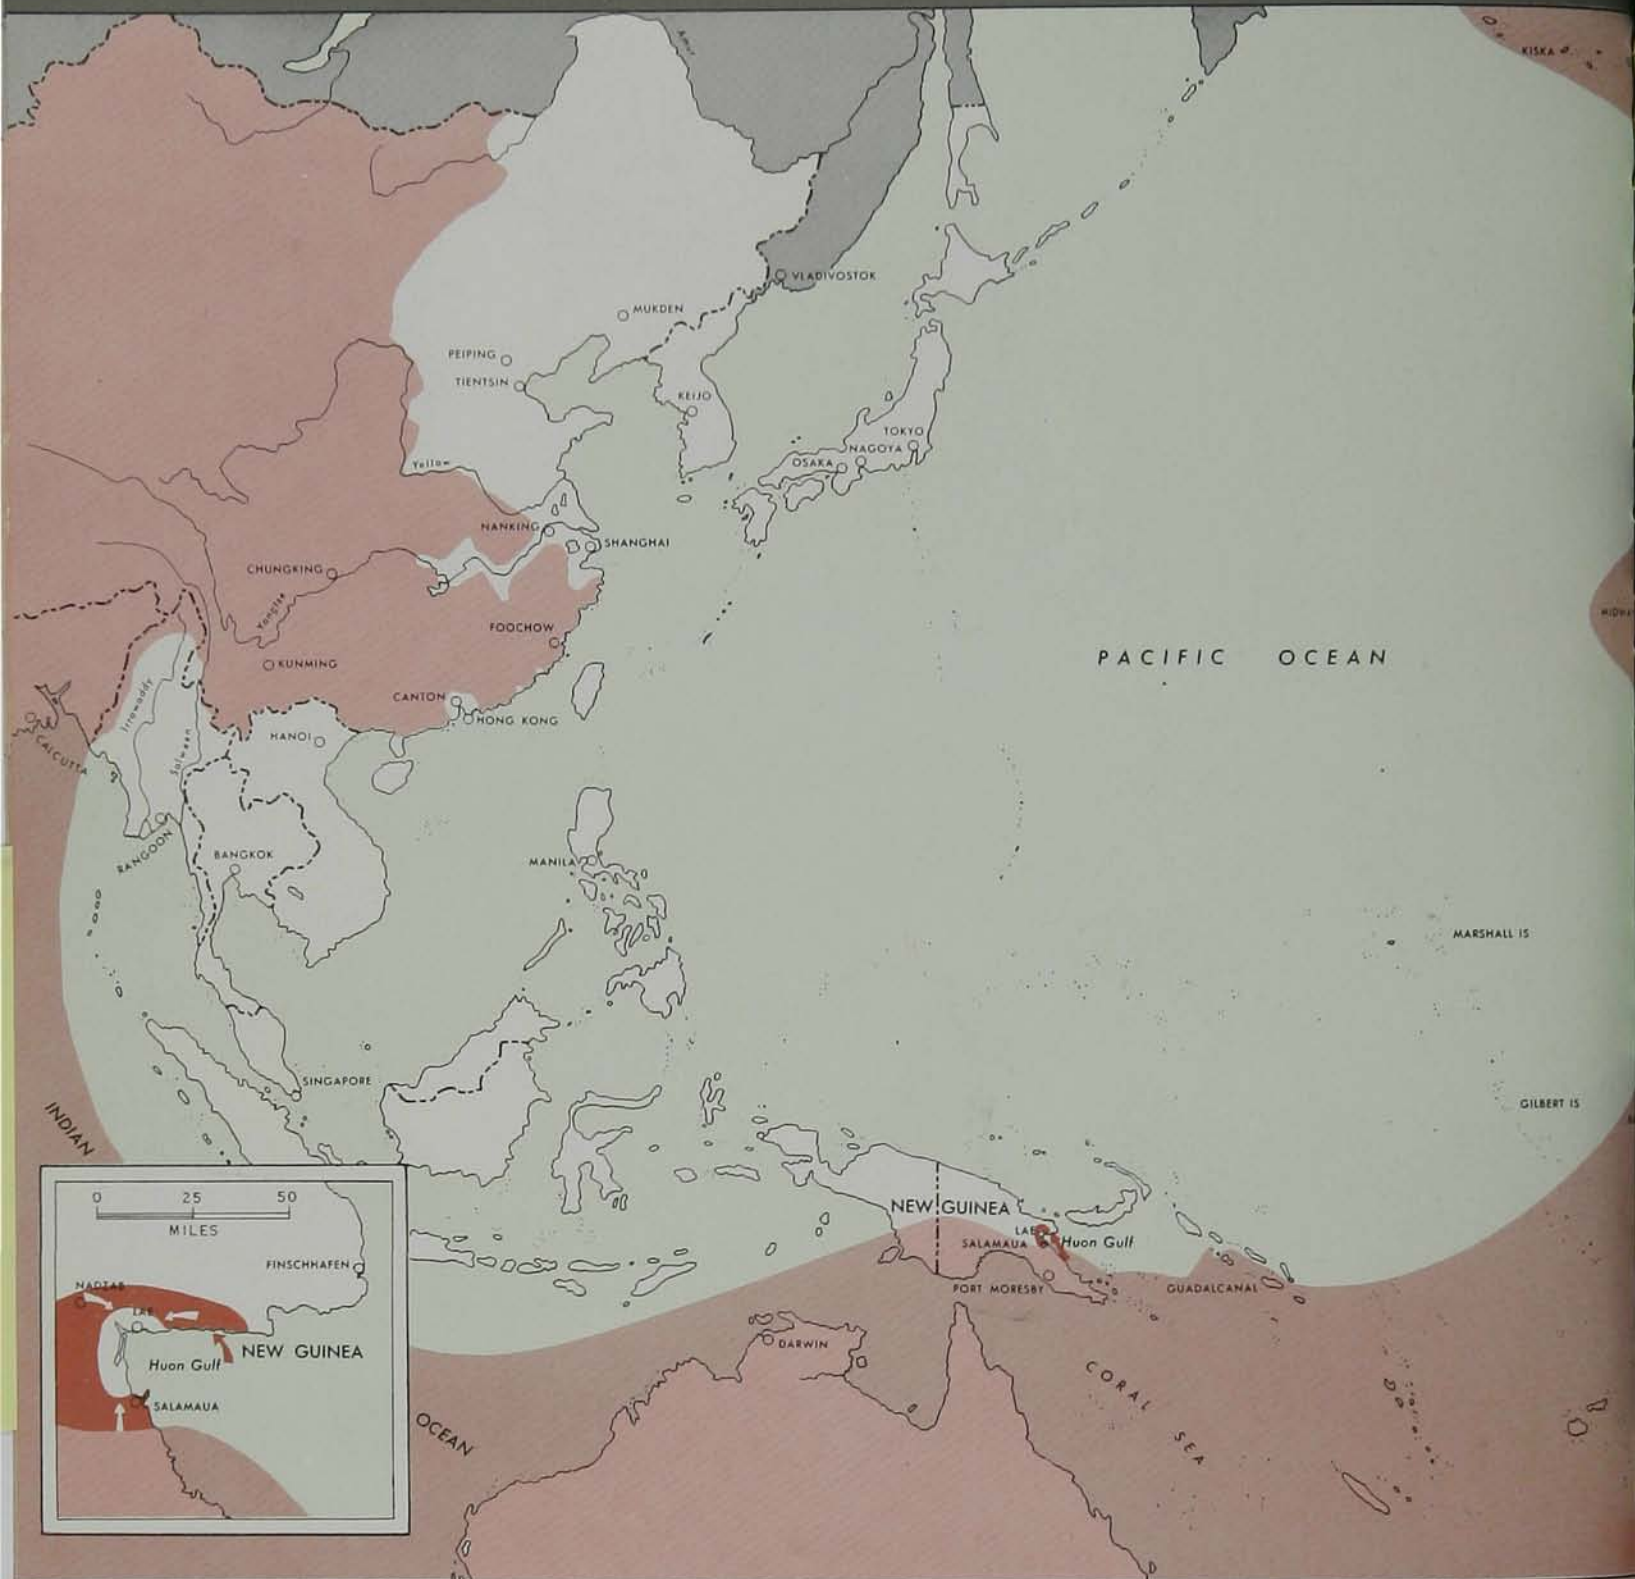 Amur
KISKA
VLADIVOSTOK
MUKDEN
PEIPING
TIENTSIN
KEIJO
TOKYO
NAGOYA
OSAKA
Yellow
NANKING
SHANGHAI
CHUNGKING
Yangtze
FOOCHOW
KUNMING
PACIFIC OCEAN
Irrawaddy
CANTON
HONG KONG
HANOI
CALCUTTA
Salween
RANGOON
BANGKOK
MANILA
MARSHALL IS
SINGAPORE
GILBERT IS
INDIAN
OCEAN
NEW GUINEA
LAE
SALAMAUA
Huon Gulf
PORT MORESBY
GUADALCANAL
DARWIN
CORAL SEA
0 25 50
MILES
FINSCHHAFEN
NADZAB
LAE
NEW GUINEA
Huon Gulf
SALAMAUA